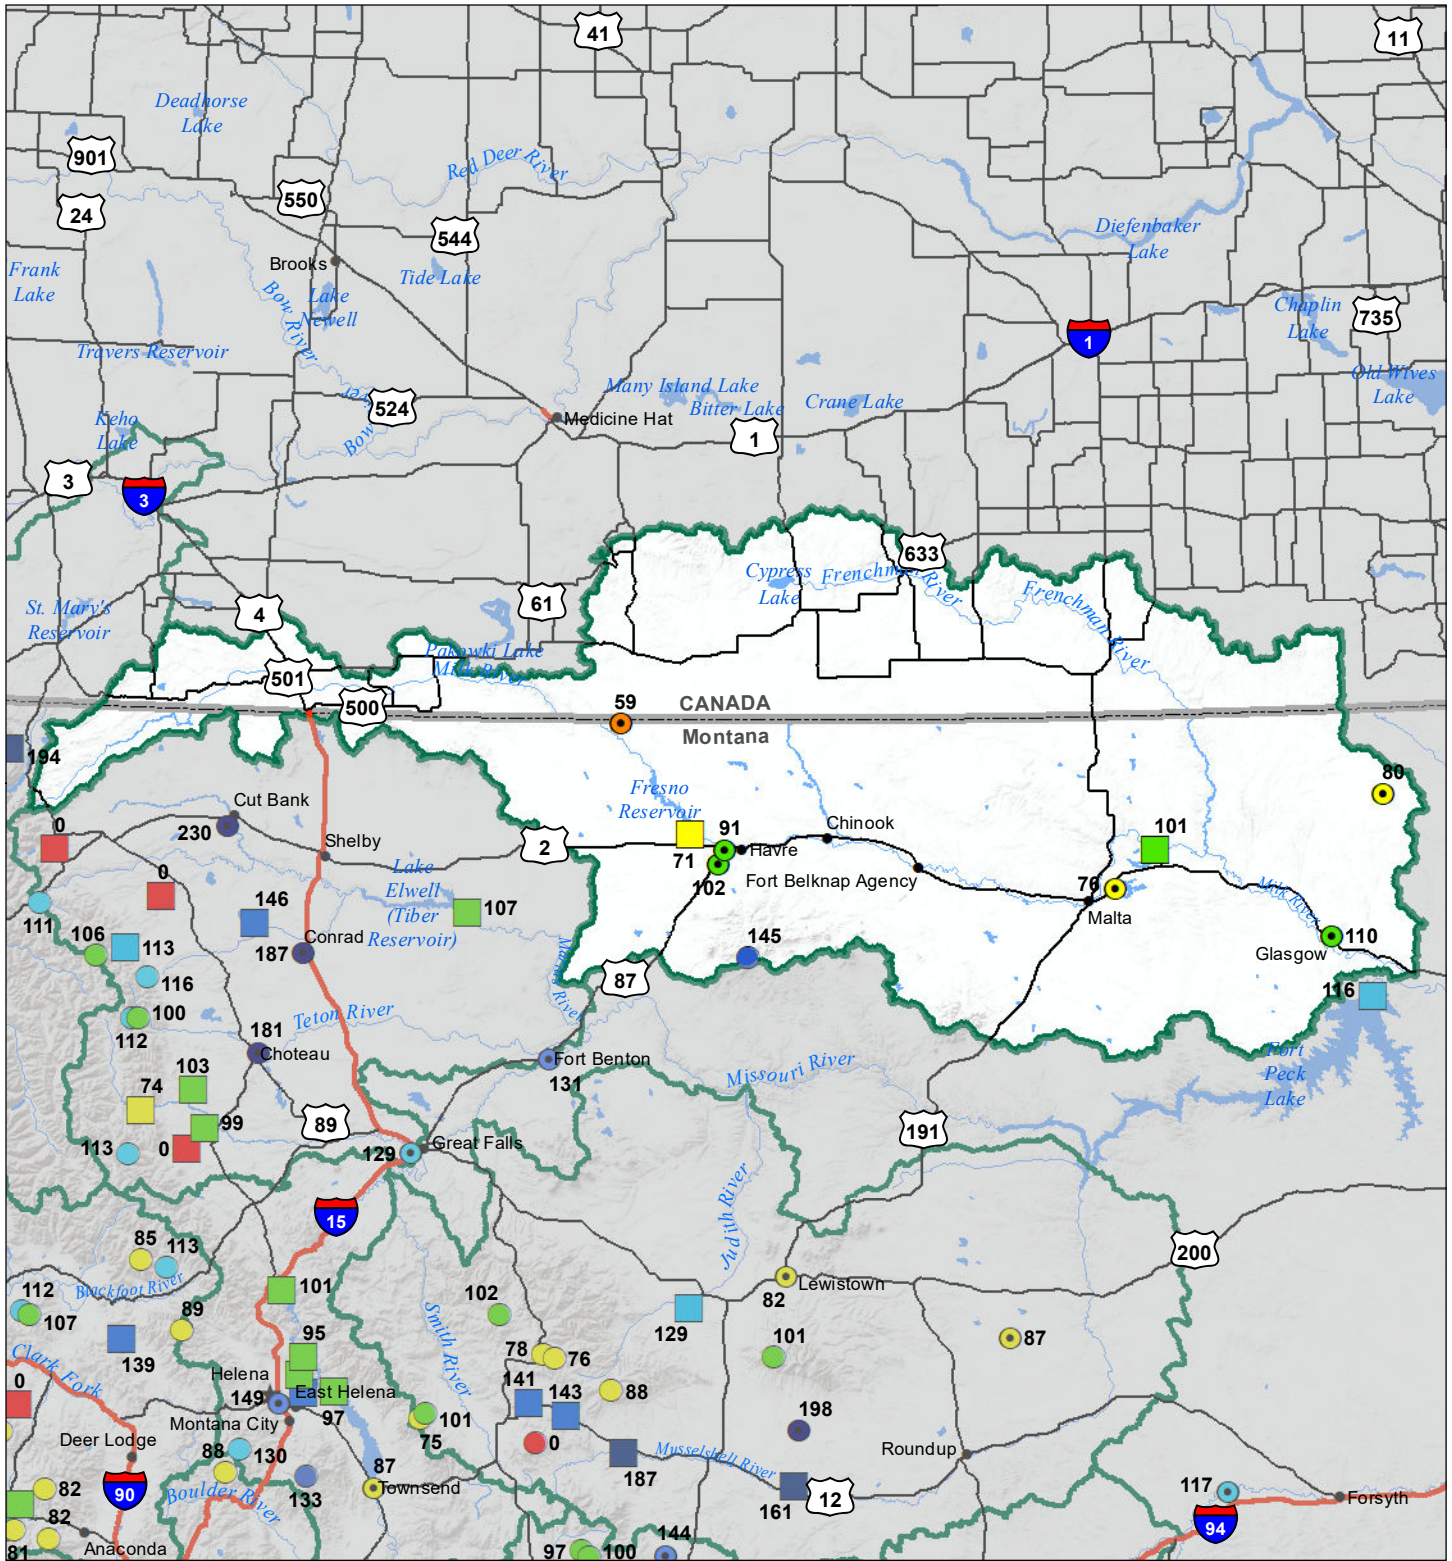 41
11
Deadhorse
Lake
901
Red Deer River
550
24
544
Diefenbaker
Lake
Brooks
Frank
Lake
Tide Lake
Bow River
Lake
Newell
Chaplin
Lake
735
1
Travers Reservoir
Many Island Lake
Old Wives
Lake
524
Bitter Lake
Crane Lake
Keho
Lake
Medicine Hat
Bow
1
3
3
633
Cypress
Lake
Frenchman River
Frenchman River
61
St. Mary's
Reservoir
4
Pakowki Lake
Milk River
501
500
59
CANADA
Montana
194
80
Fresno
Reservoir
Cut Bank
230
0
Shelby
2
91
Chinook
101
71
Havre
102
Fort Belknap Agency
76
Malta
Milk River
0
Lake
Elwell
(Tiber
Reservoir)
146
107
111
106
113
Conrad
187
145
110
Glasgow
116
87
116
100
112
Teton River
181
Choteau
River
Fort Benton
131
Missouri River
Fort
Peck
Lake
103
74
99
89
191
113
0
129
Great Falls
Judith River
15
85
113
200
Blackfoot River
112
107
101
102
Lewistown
82
89
129
139
95
Smith River
78
76
101
87
Clark Fork
0
Helena
149
East Helena
97
141
143
88
Montana City
101
75
0
198
Deer Lodge
88
130
187
Musselshell River
Roundup
90
82
133
87
Townsend
161
12
117
Forsyth
Boulder River
82
94
81
Anaconda
97
100
144